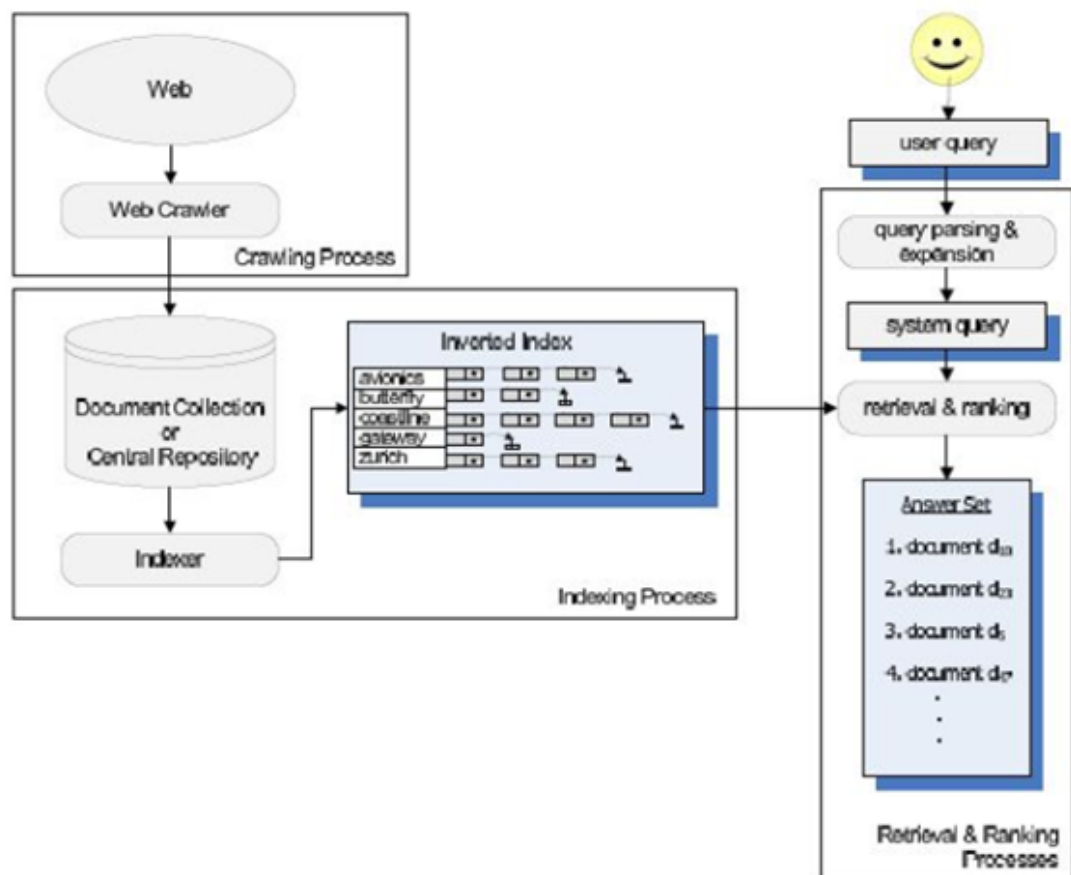 Web
Web Crawler
Crawling Process
Document Collection
or
Central Repository
Indexer
Inverted Index
avionics
butterfly
coastline
gateway
zurich
Indexing Process
user query
query parsing &
expansion
system query
retrieval & ranking
Answer Set
1. document d
2. document d
3. document d
4. document d
Retrieval & Ranking
Processes